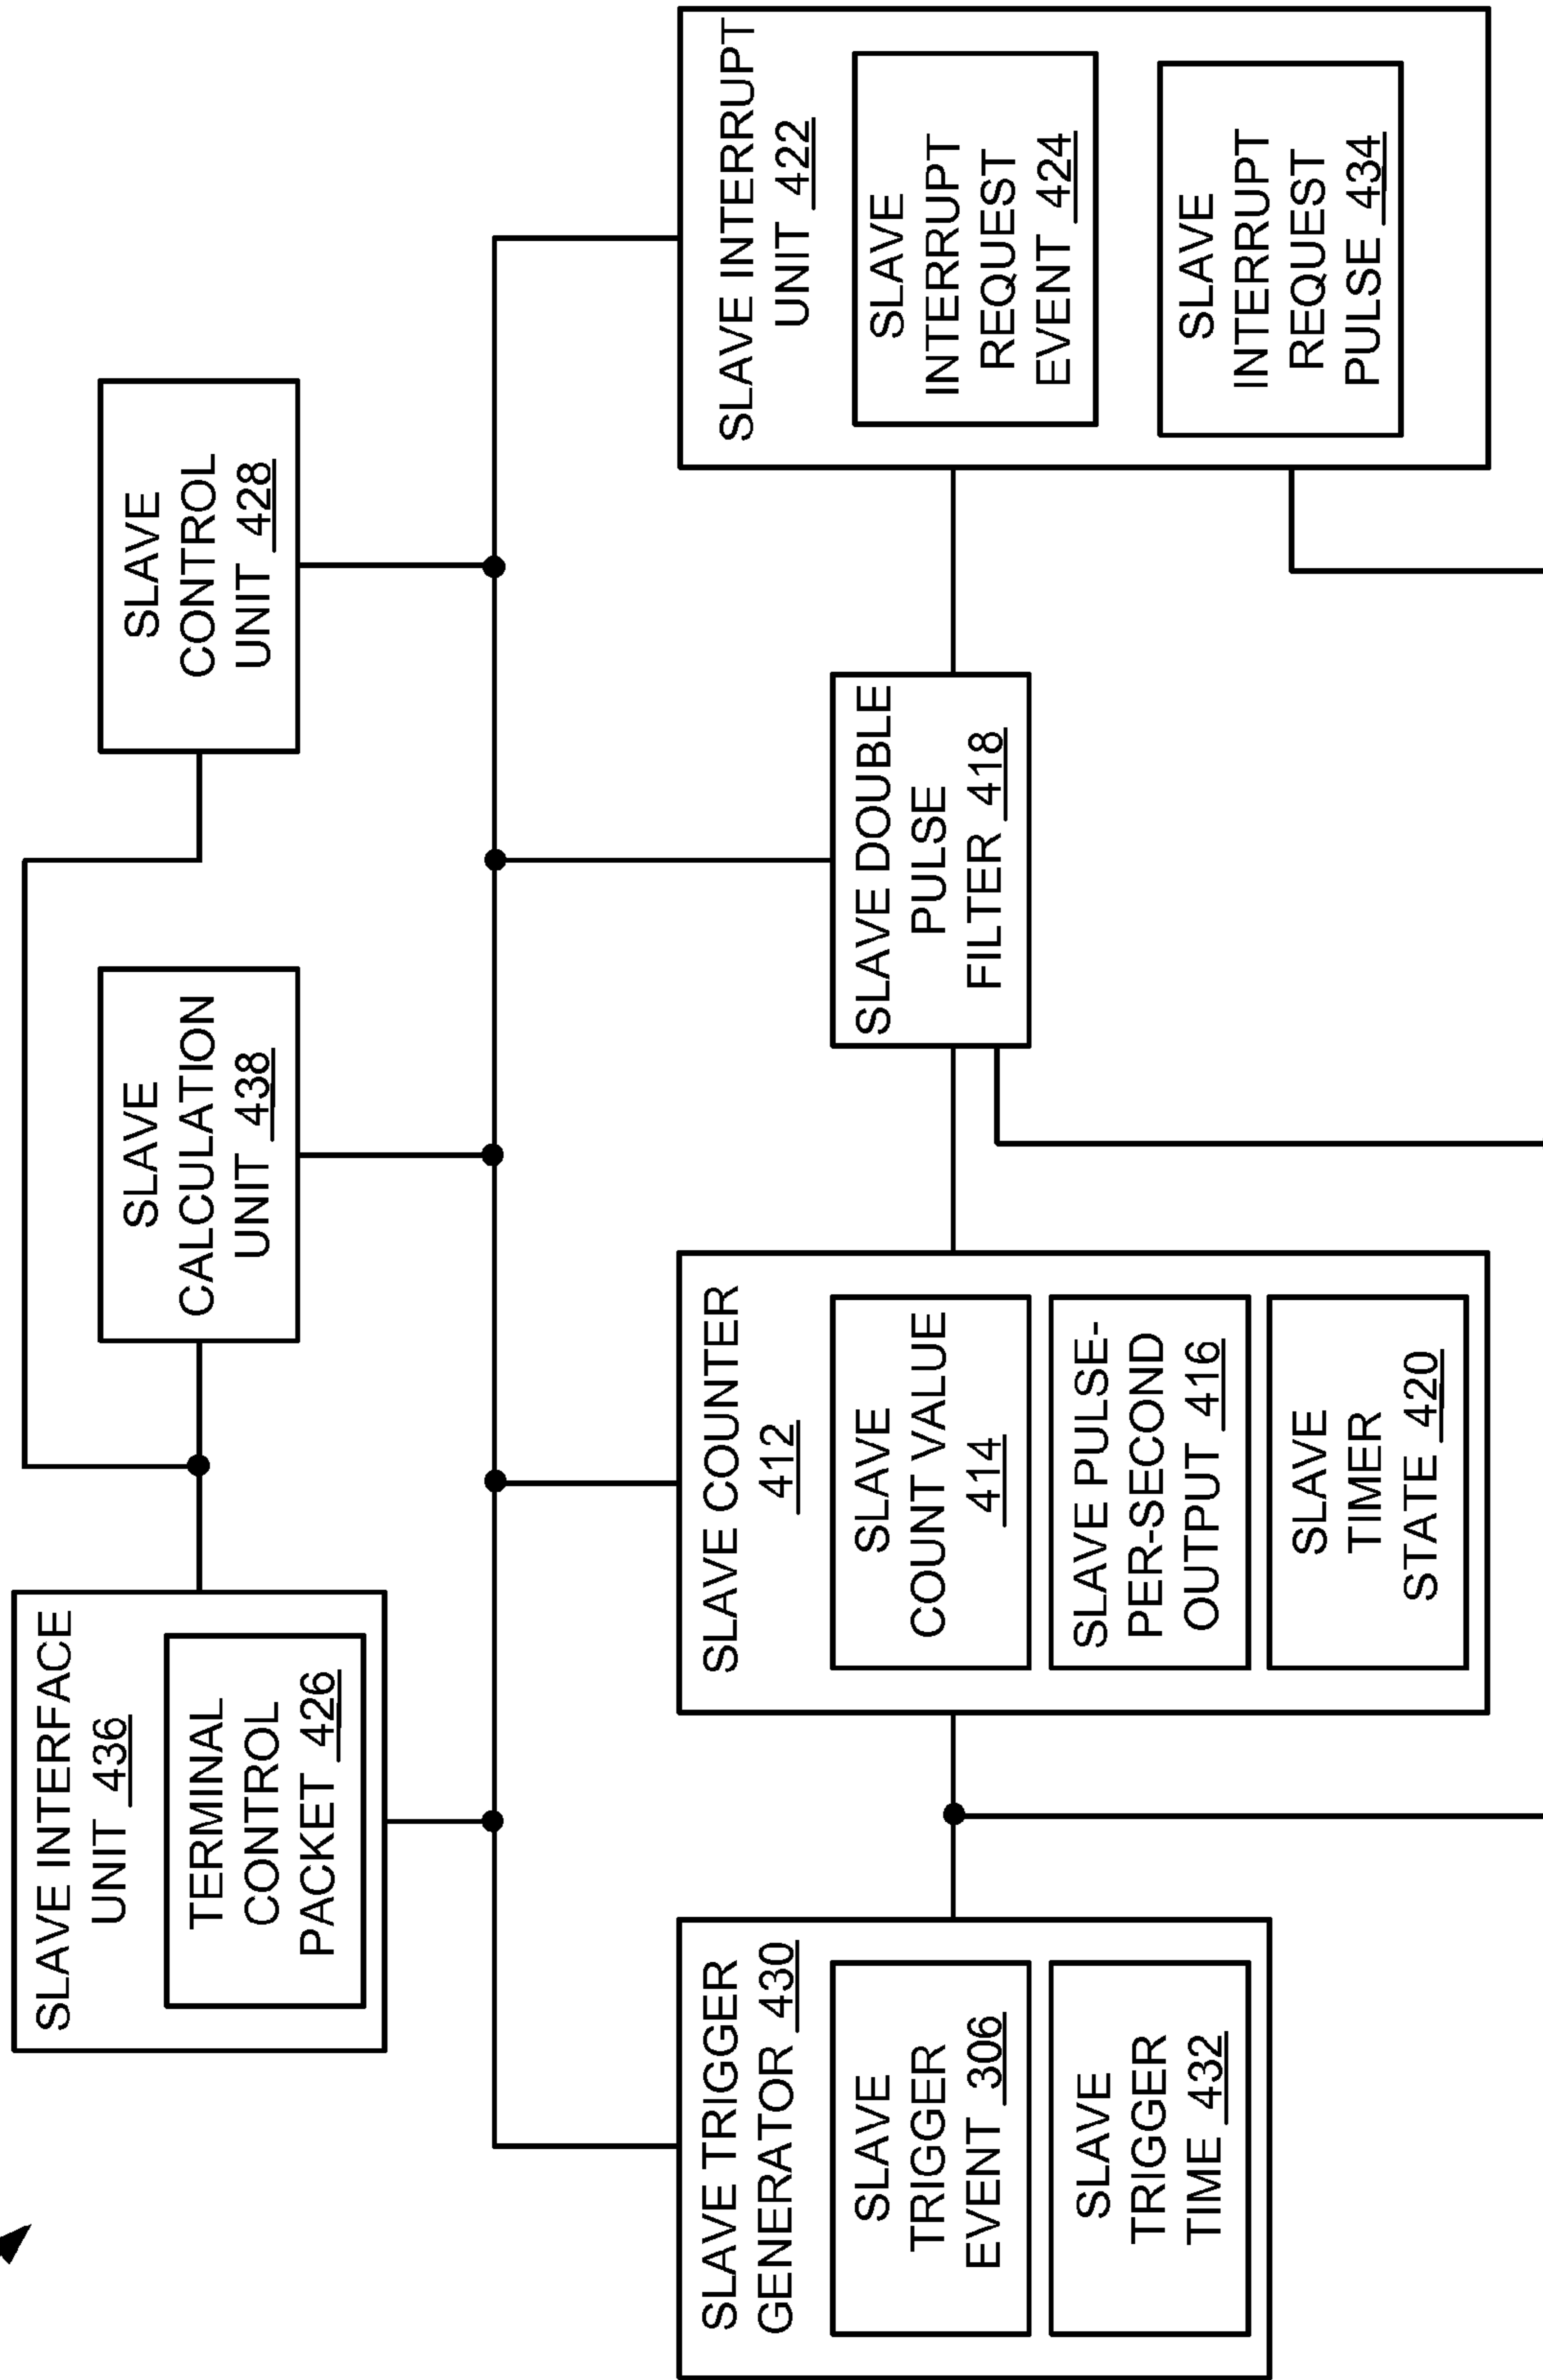 SLAVE INTERFACE
UNIT 436
TERMINAL
CONTROL
PACKET 426
SLAVE
CALCULATION
UNIT 438
SLAVE
CONTROL
UNIT 428
SLAVE TRIGGER
GENERATOR 430
SLAVE
TRIGGER
EVENT 306
SLAVE
TRIGGER
TIME 432
SLAVE COUNTER
412
SLAVE
COUNT VALUE
414
SLAVE PULSE-
PER-SECOND
OUTPUT 416
SLAVE
TIMER
STATE 420
SLAVE DOUBLE
PULSE
FILTER 418
SLAVE INTERRUPT
UNIT 422
SLAVE
INTERRUPT
REQUEST
EVENT 424
SLAVE
INTERRUPT
REQUEST
PULSE 434